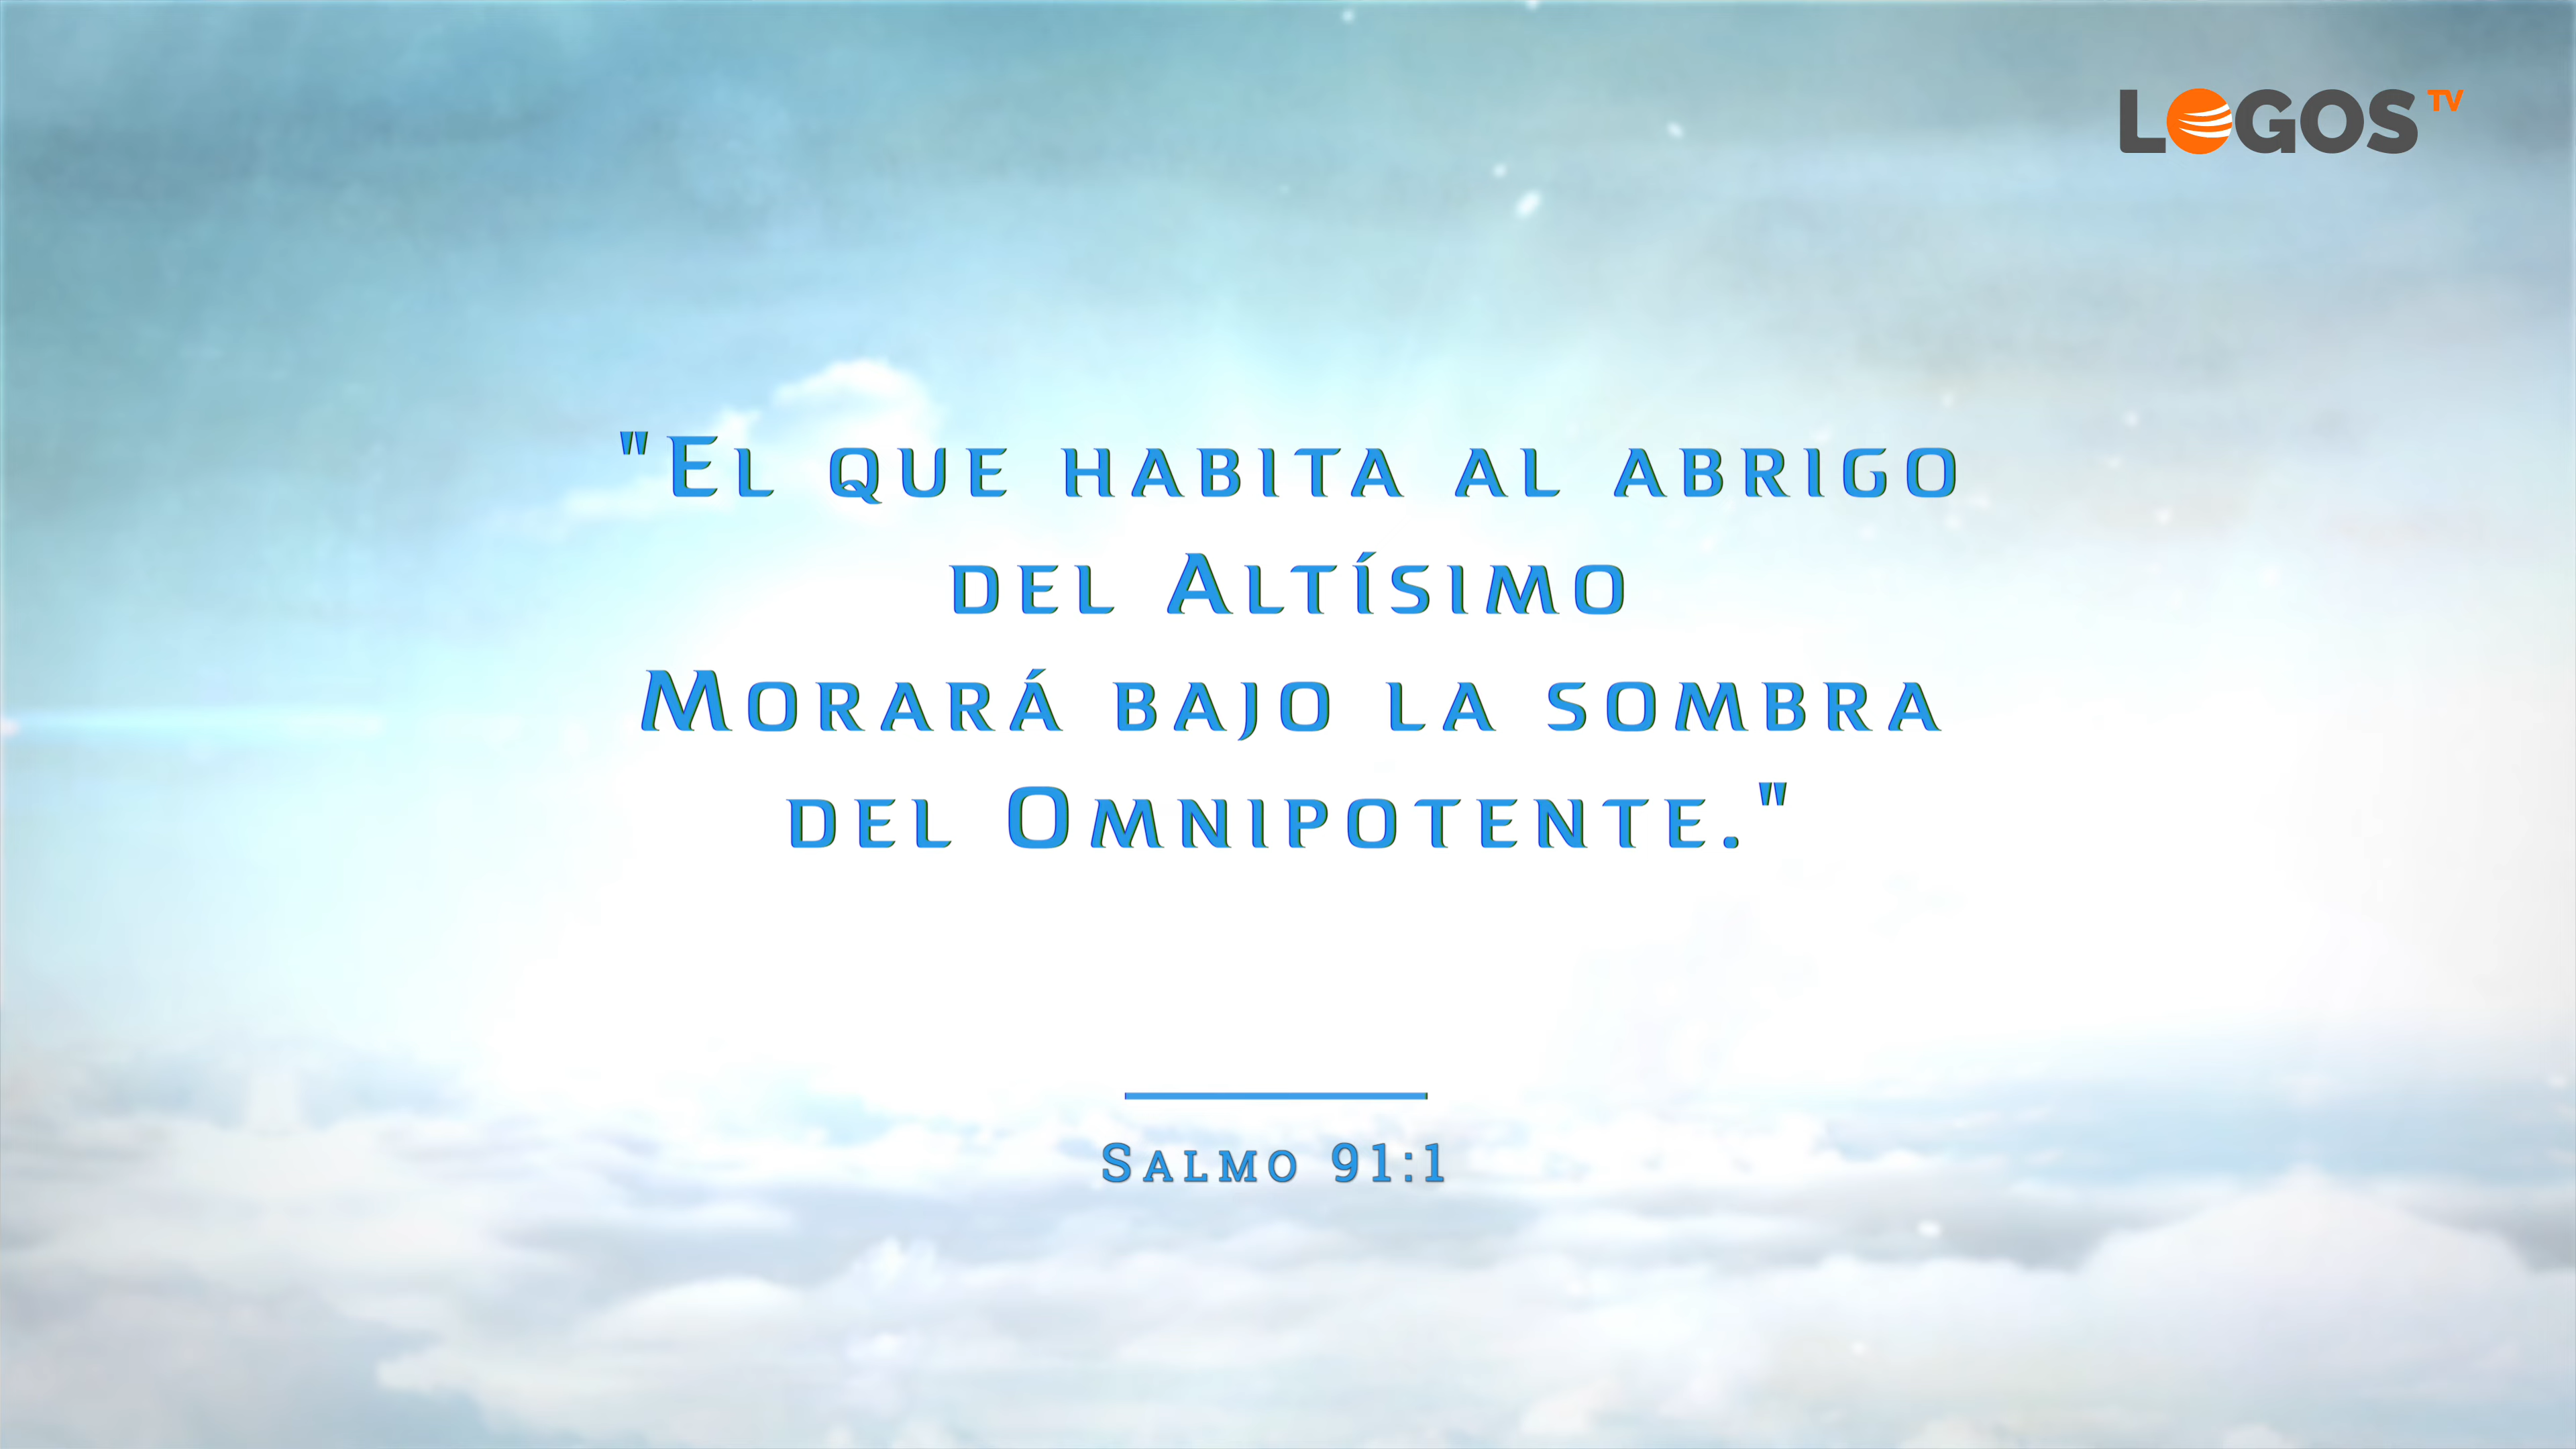 LOGOS TV
"El que habita al abrigo
del Altísimo
Morará bajo la sombra
del Omnipotente."
Salmo 91:1